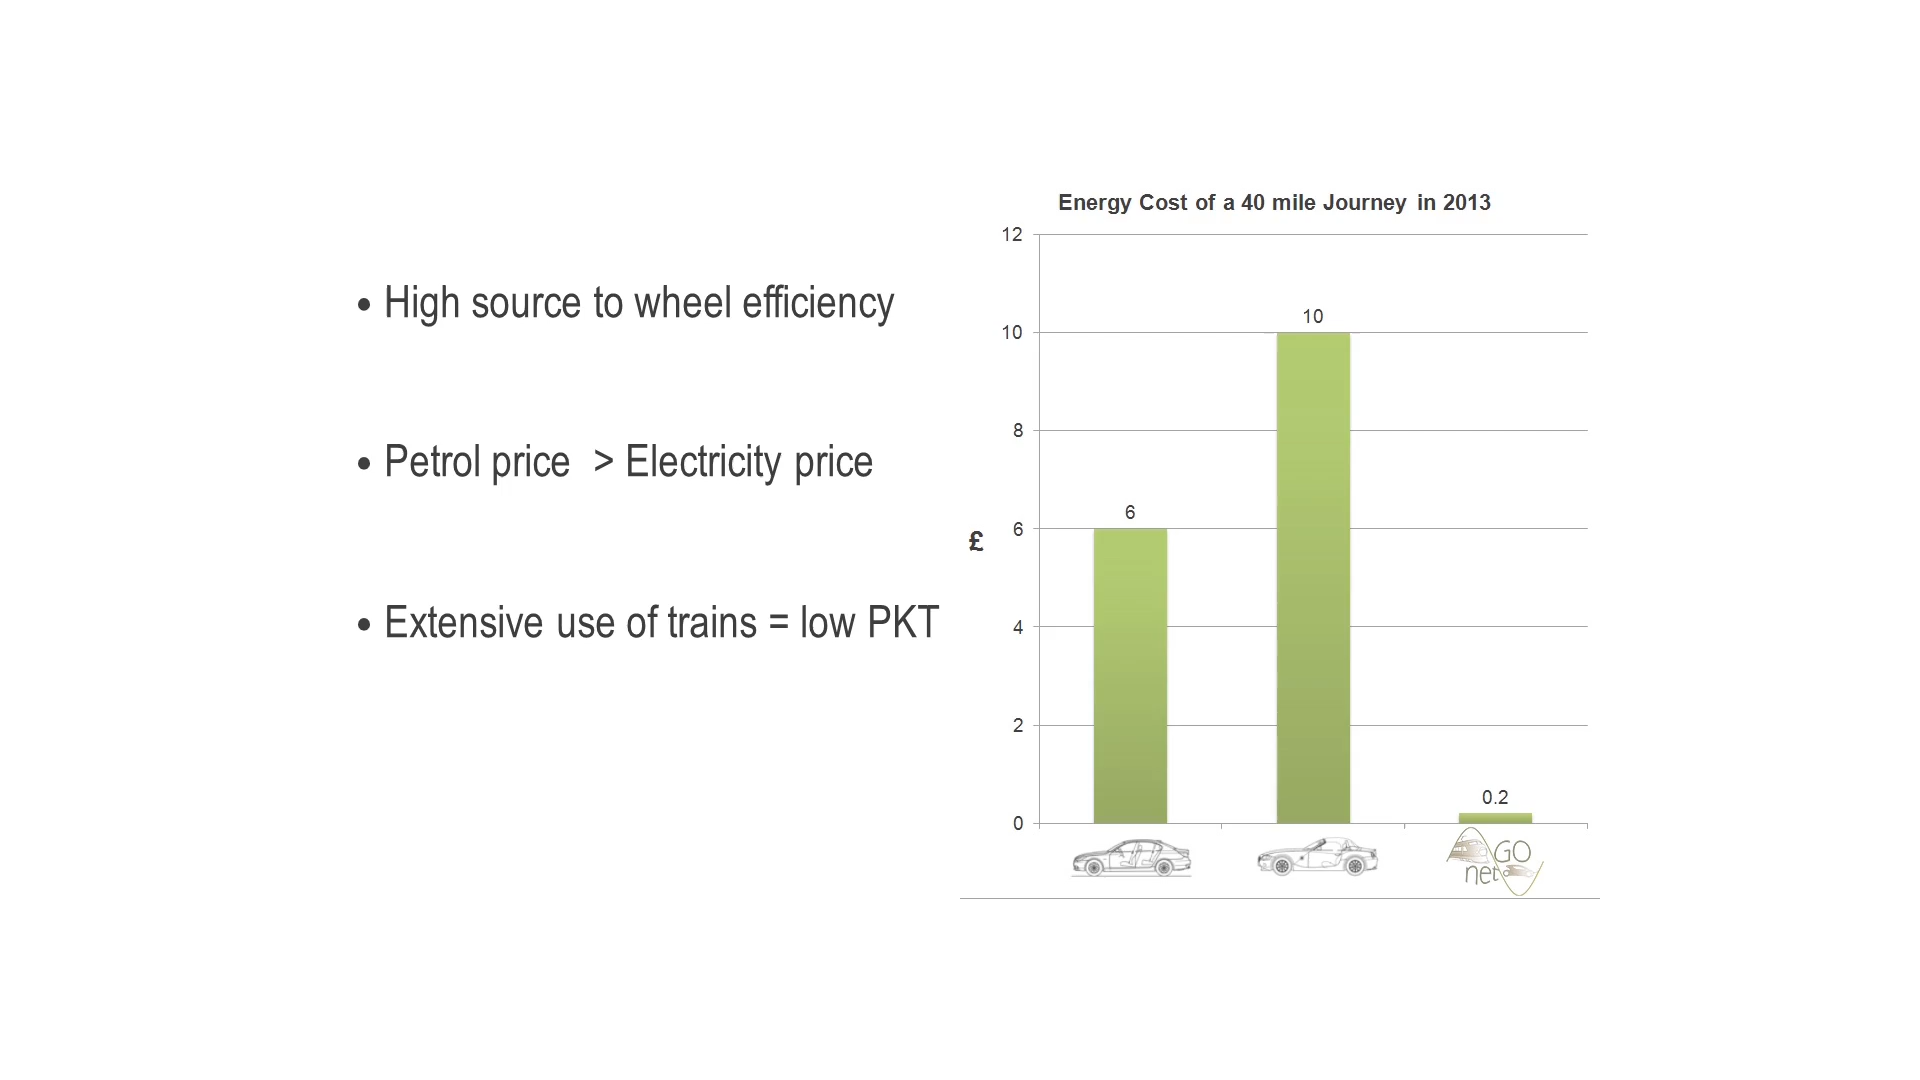 • High source to wheel efficiency
• Petrol price  > Electricity price
• Extensive use of trains = low PKT
Energy Cost of a 40 mile Journey in 2013
£
12
10
8
6
4
2
0
6
10
0.2
GO
net